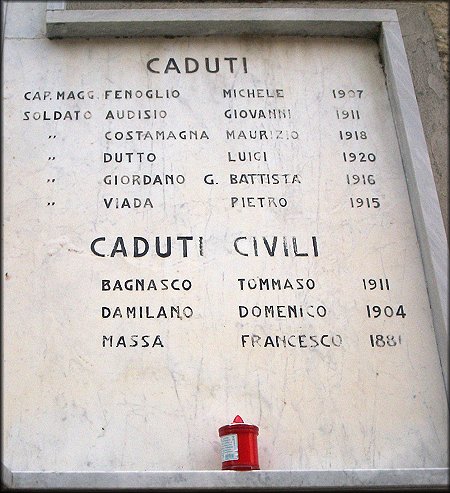 CADUTI
CAP. MAGG. FENOGLIO MICHELE 1907
SOLDATO AUDISIO GIOVANNI 1911
" COSTAMAGNA MAURIZIO 1918
" DUTTO LUIGI 1920
" GIORDANO G. BATTISTA 1916
" VIADA PIETRO 1915
CADUTI CIVILI
BAGNASCO TOMMASO 1911
DAMILANO DOMENICO 1904
MASSA FRANCESCO 1881